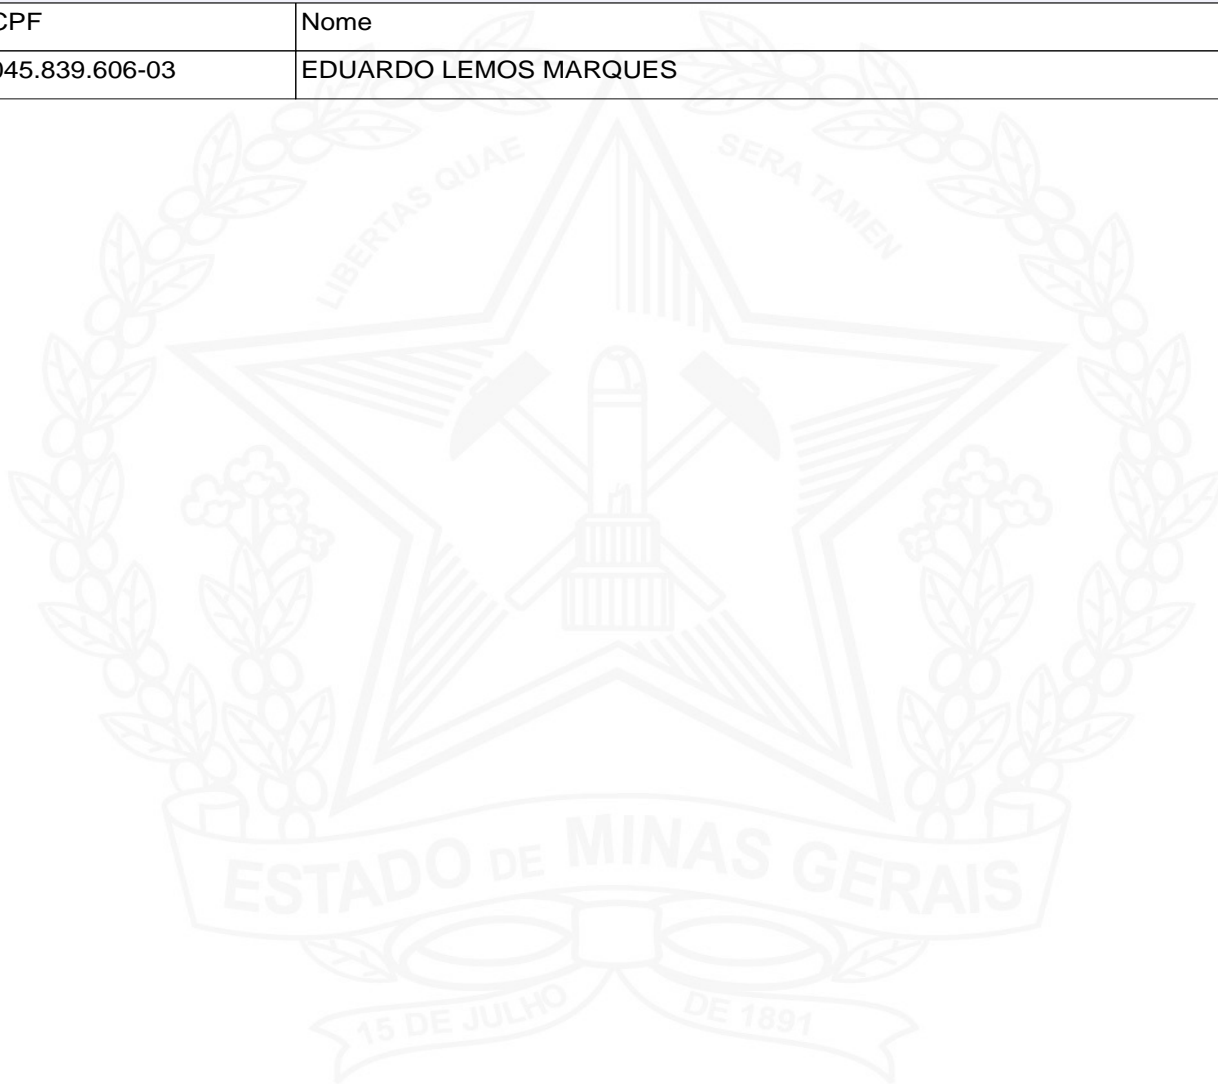 CPF Nome
045.839.606-03 EDUARDO LEMOS MARQUES
LIBERTAS QUAE SERA TAMEN
ESTADO DE MINAS GERAIS
15 DE JULHO DE 1891